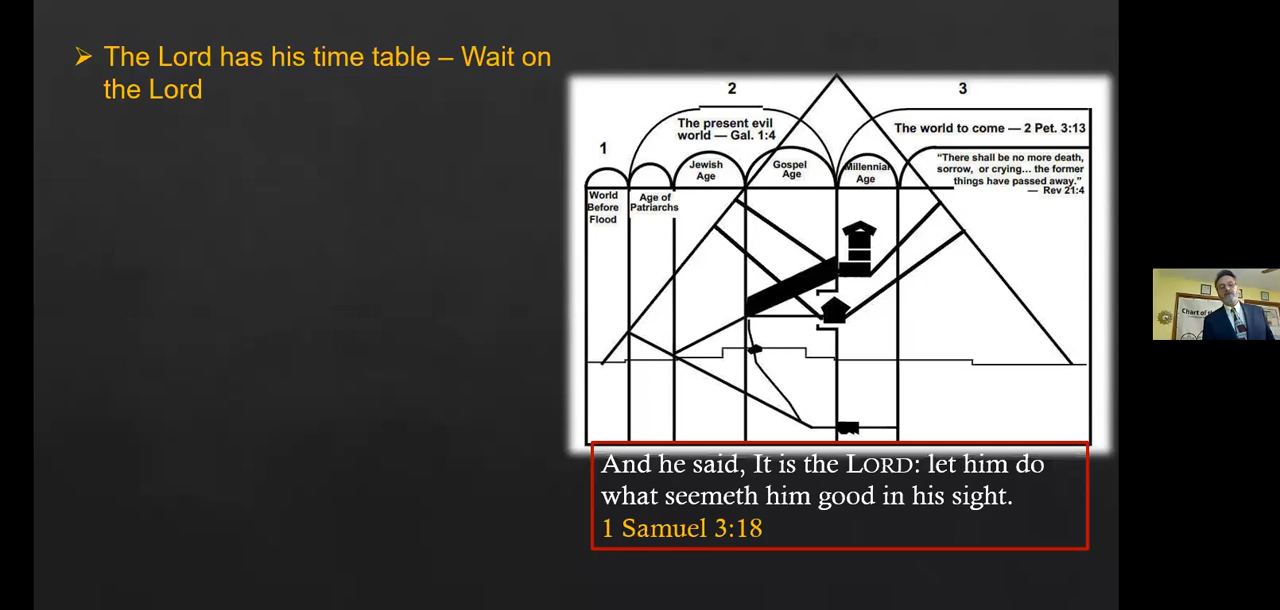 The Lord has his time table – Wait on
the Lord
2
3
The present evil
world — Gal. 1:4
The world to come — 2 Pet. 3:13
1
"There shall be no more death,
sorrow, or crying... the former
things have passed away."
— Rev 21:4
Jewish
Age
Gospel
Age
Millennial
Age
World
Before
Flood
Age of
Patriarchs
And he said, It is the LORD: let him do
what seemeth him good in his sight.
1 Samuel 3:18
Chart of